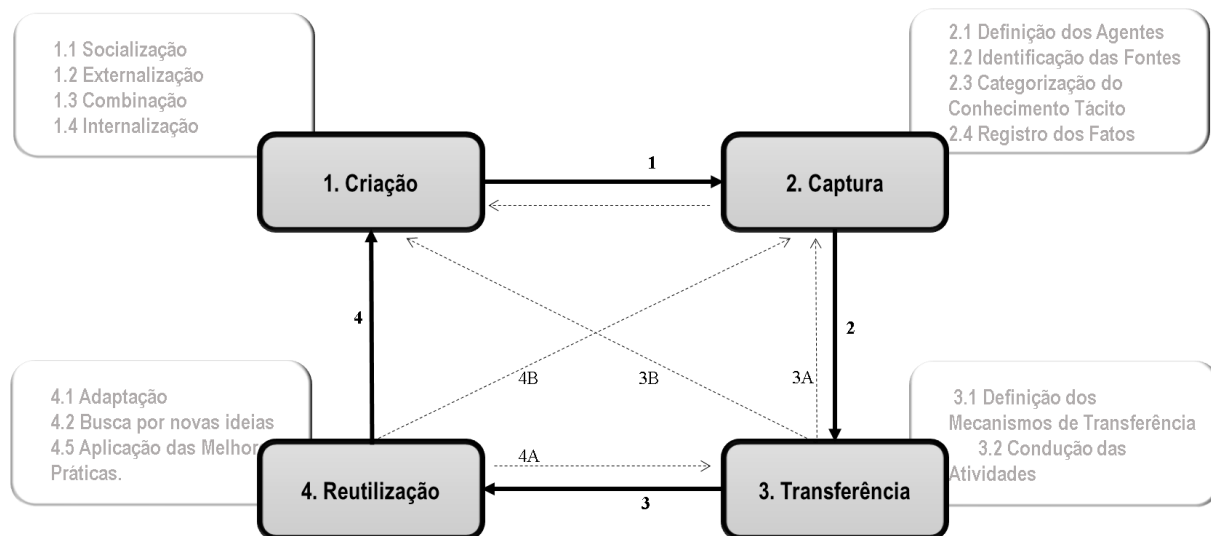 1.1 Socialização
1.2 Externalização
1.3 Combinação
1.4 Internalização
2.1 Definição dos Agentes
2.2 Identificação das Fontes
2.3 Categorização do
Conhecimento Tácito
2.4 Registro dos Fatos
1. Criação
1
2. Captura
4
2
4B
3B
3A
4.1 Adaptação
4.2 Busca por novas ideias
4.5 Aplicação das Melhor
Práticas.
3.1 Definição dos
Mecanismos de Transferência
3.2 Condução das
Atividades
4. Reutilização
4A
3
3. Transferência